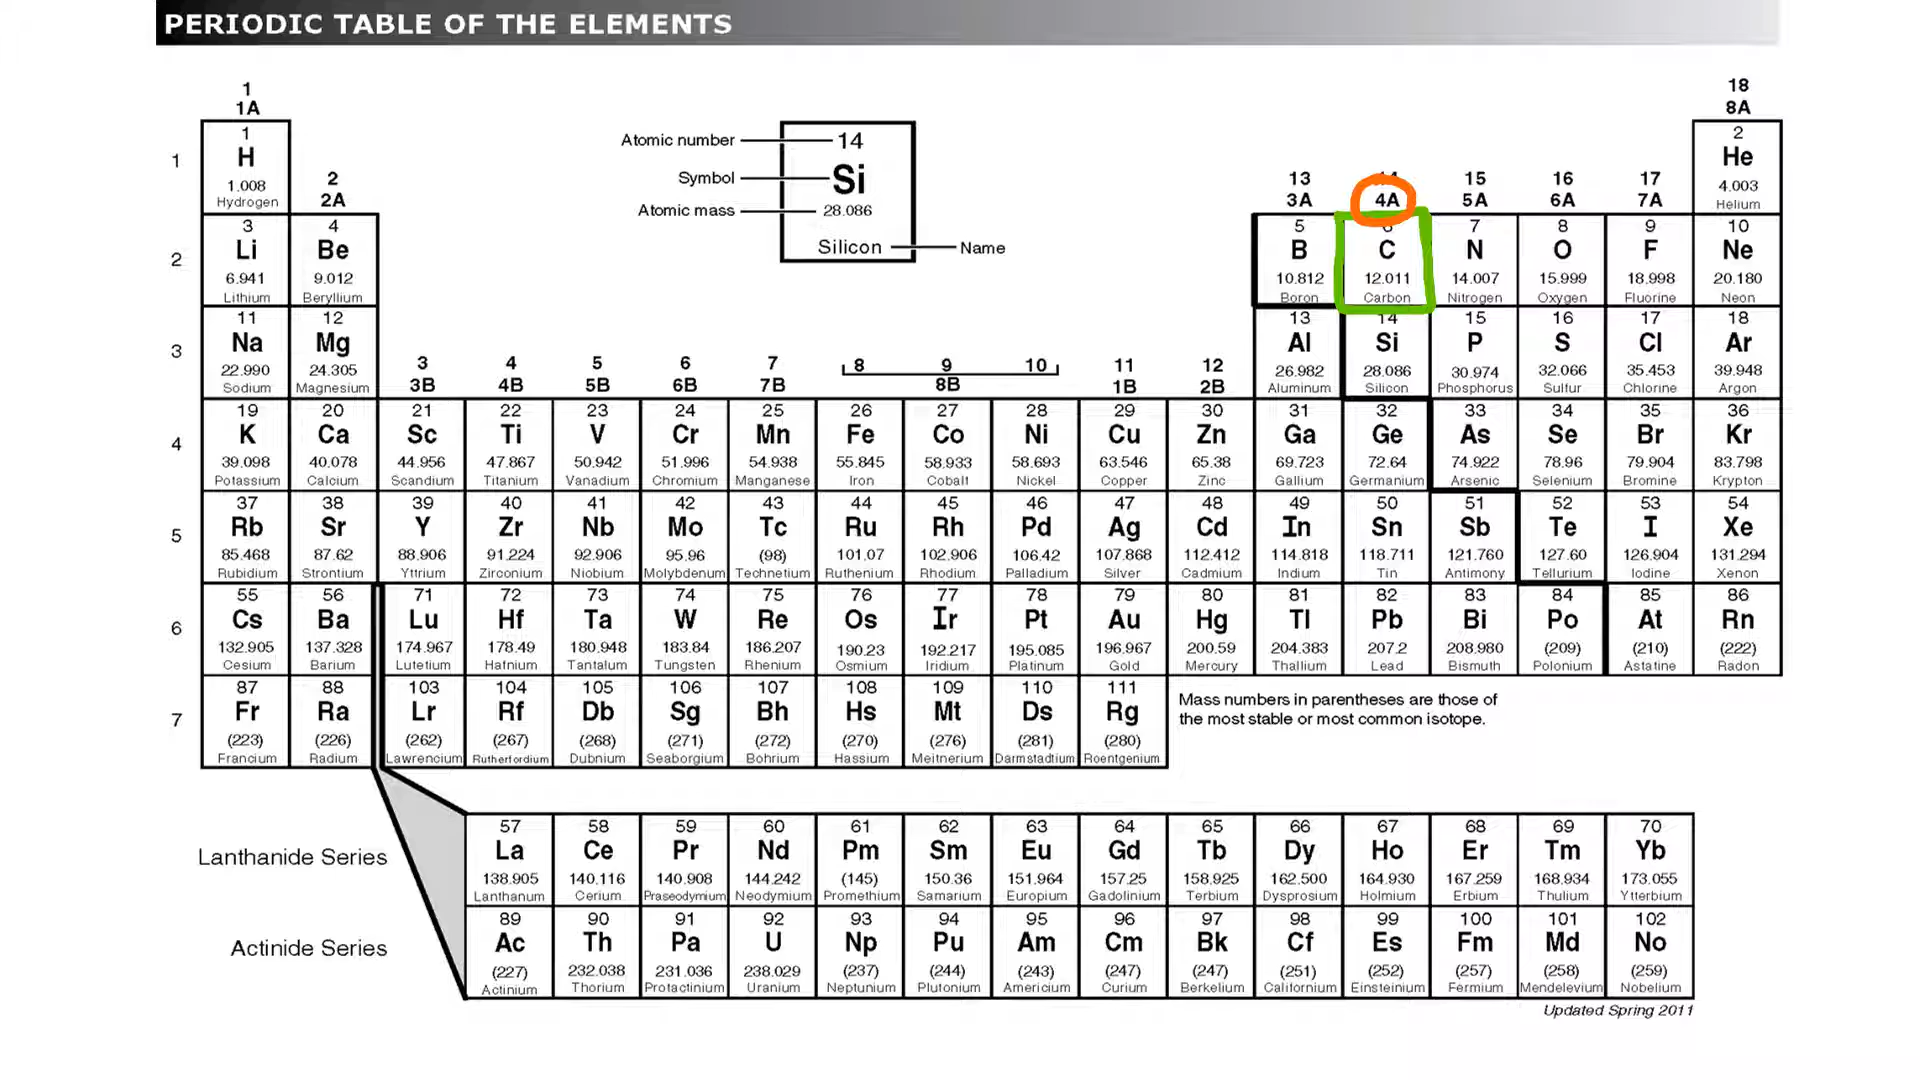 PERIODIC TABLE OF THE ELEMENTS
1 18
1A 8A
1 Atomic number 14 2
1 H He
1.008 2 Symbol Si 13 15 16 17 4.003
Hydrogen 2A Atomic mass 28.086 3A 4A 5A 6A 7A Helium
3 4 5 6 7 8 9 10
2 Li Be Silicon Name B C N O F Ne
6.941 9.012 10.812 12.011 14.007 15.999 18.998 20.180
Lithium Beryllium Boron Carbon Nitrogen Oxygen Fluorine Neon
11 12 13 14 15 16 17 18
3 Na Mg 3 4 5 6 7 8 9 10 11 12 Al Si P S Cl Ar
22.990 24.305 3B 4B 5B 6B 7B 8B 1B 2B 26.982 28.086 30.974 32.066 35.453 39.948
Sodium Magnesium Aluminum Silicon Phosphorus Sulfur Chlorine Argon
19 20 21 22 23 24 25 26 27 28 29 30 31 32 33 34 35 36
4 K Ca Sc Ti V Cr Mn Fe Co Ni Cu Zn Ga Ge As Se Br Kr
39.098 40.078 44.956 47.867 50.942 51.996 54.938 55.845 58.933 58.693 63.546 65.38 69.723 72.64 74.922 78.96 79.904 83.798
Potassium Calcium Scandium Titanium Vanadium Chromium Manganese Iron Cobalt Nickel Copper Zinc Gallium Germanium Arsenic Selenium Bromine Krypton
37 38 39 40 41 42 43 44 45 46 47 48 49 50 51 52 53 54
5 Rb Sr Y Zr Nb Mo Tc Ru Rh Pd Ag Cd In Sn Sb Te I Xe
85.468 87.62 88.906 91.224 92.906 95.96 (98) 101.07 102.906 106.42 107.868 112.412 114.818 118.711 121.760 127.60 126.904 131.294
Rubidium Strontium Yttrium Zirconium Niobium Molybdenum Technetium Ruthenium Rhodium Palladium Silver Cadmium Indium Tin Antimony Tellurium Iodine Xenon
55 56 71 72 73 74 75 76 77 78 79 80 81 82 83 84 85 86
6 Cs Ba Lu Hf Ta W Re Os Ir Pt Au Hg Tl Pb Bi Po At Rn
132.905 137.328 174.967 178.49 180.948 183.84 186.207 190.23 192.217 195.085 196.967 200.59 204.383 207.2 208.980 (209) (210) (222)
Cesium Barium Lutetium Hafnium Tantalum Tungsten Rhenium Osmium Iridium Platinum Gold Mercury Thallium Lead Bismuth Polonium Astatine Radon
87 88 103 104 105 106 107 108 109 110 111
7 Fr Ra Lr Rf Db Sg Bh Hs Mt Ds Rg
(223) (226) (262) (267) (268) (271) (272) (270) (276) (281) (280)
Francium Radium Lawrencium Rutherfordium Dubnium Seaborgium Bohrium Hassium Meitnerium Darmstadtium Roentgenium
Mass numbers in parentheses are those of
the most stable or most common isotope.
57 58 59 60 61 62 63 64 65 66 67 68 69 70
Lanthanide Series La Ce Pr Nd Pm Sm Eu Gd Tb Dy Ho Er Tm Yb
138.905 140.116 140.908 144.242 (145) 150.36 151.964 157.25 158.925 162.500 164.930 167.259 168.934 173.055
Lanthanum Cerium Praseodymium Neodymium Promethium Samarium Europium Gadolinium Terbium Dysprosium Holmium Erbium Thulium Ytterbium
89 90 91 92 93 94 95 96 97 98 99 100 101 102
Actinide Series Ac Th Pa U Np Pu Am Cm Bk Cf Es Fm Md No
(227) 232.038 231.036 238.029 (237) (244) (243) (247) (247) (251) (252) (257) (258) (259)
Actinium Thorium Protactinium Uranium Neptunium Plutonium Americium Curium Berkelium Californium Einsteinium Fermium Mendelevium Nobelium
Updated Spring 2011